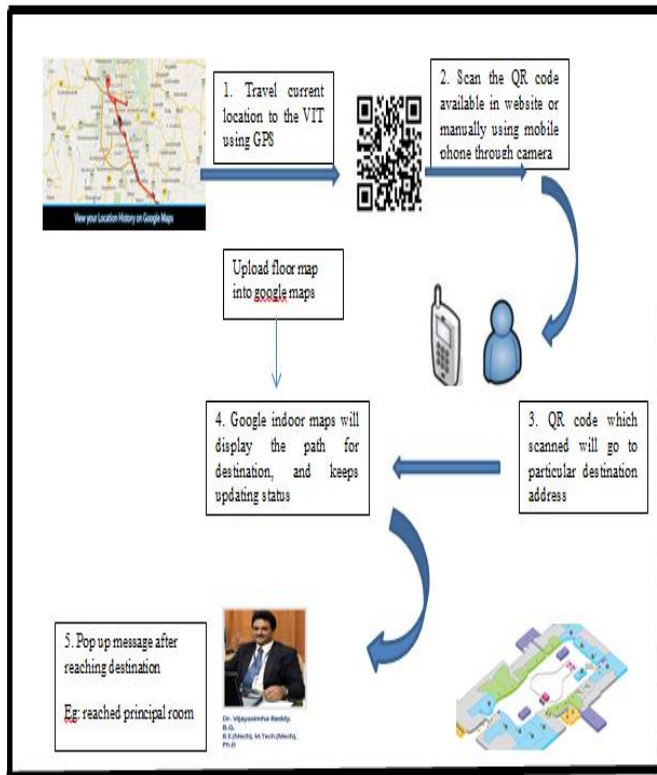 1. Travel current
location to the VIT
using GPS
2. Scan the QR code
available in website or
manually using mobile
phone through camera
View your Location History on Google Maps
Upload floor map
into google maps
4. Google indoor maps will
display the path for
destination, and keeps
updating status
3. QR code which
scanned will go to
particular destination
address
5. Pop up message after
reaching destination
Eg: reached principal room
Dr. Vijayasimha Reddy.
B.G.
B.E.(Mech), M.Tech.(Mech),
Ph.D